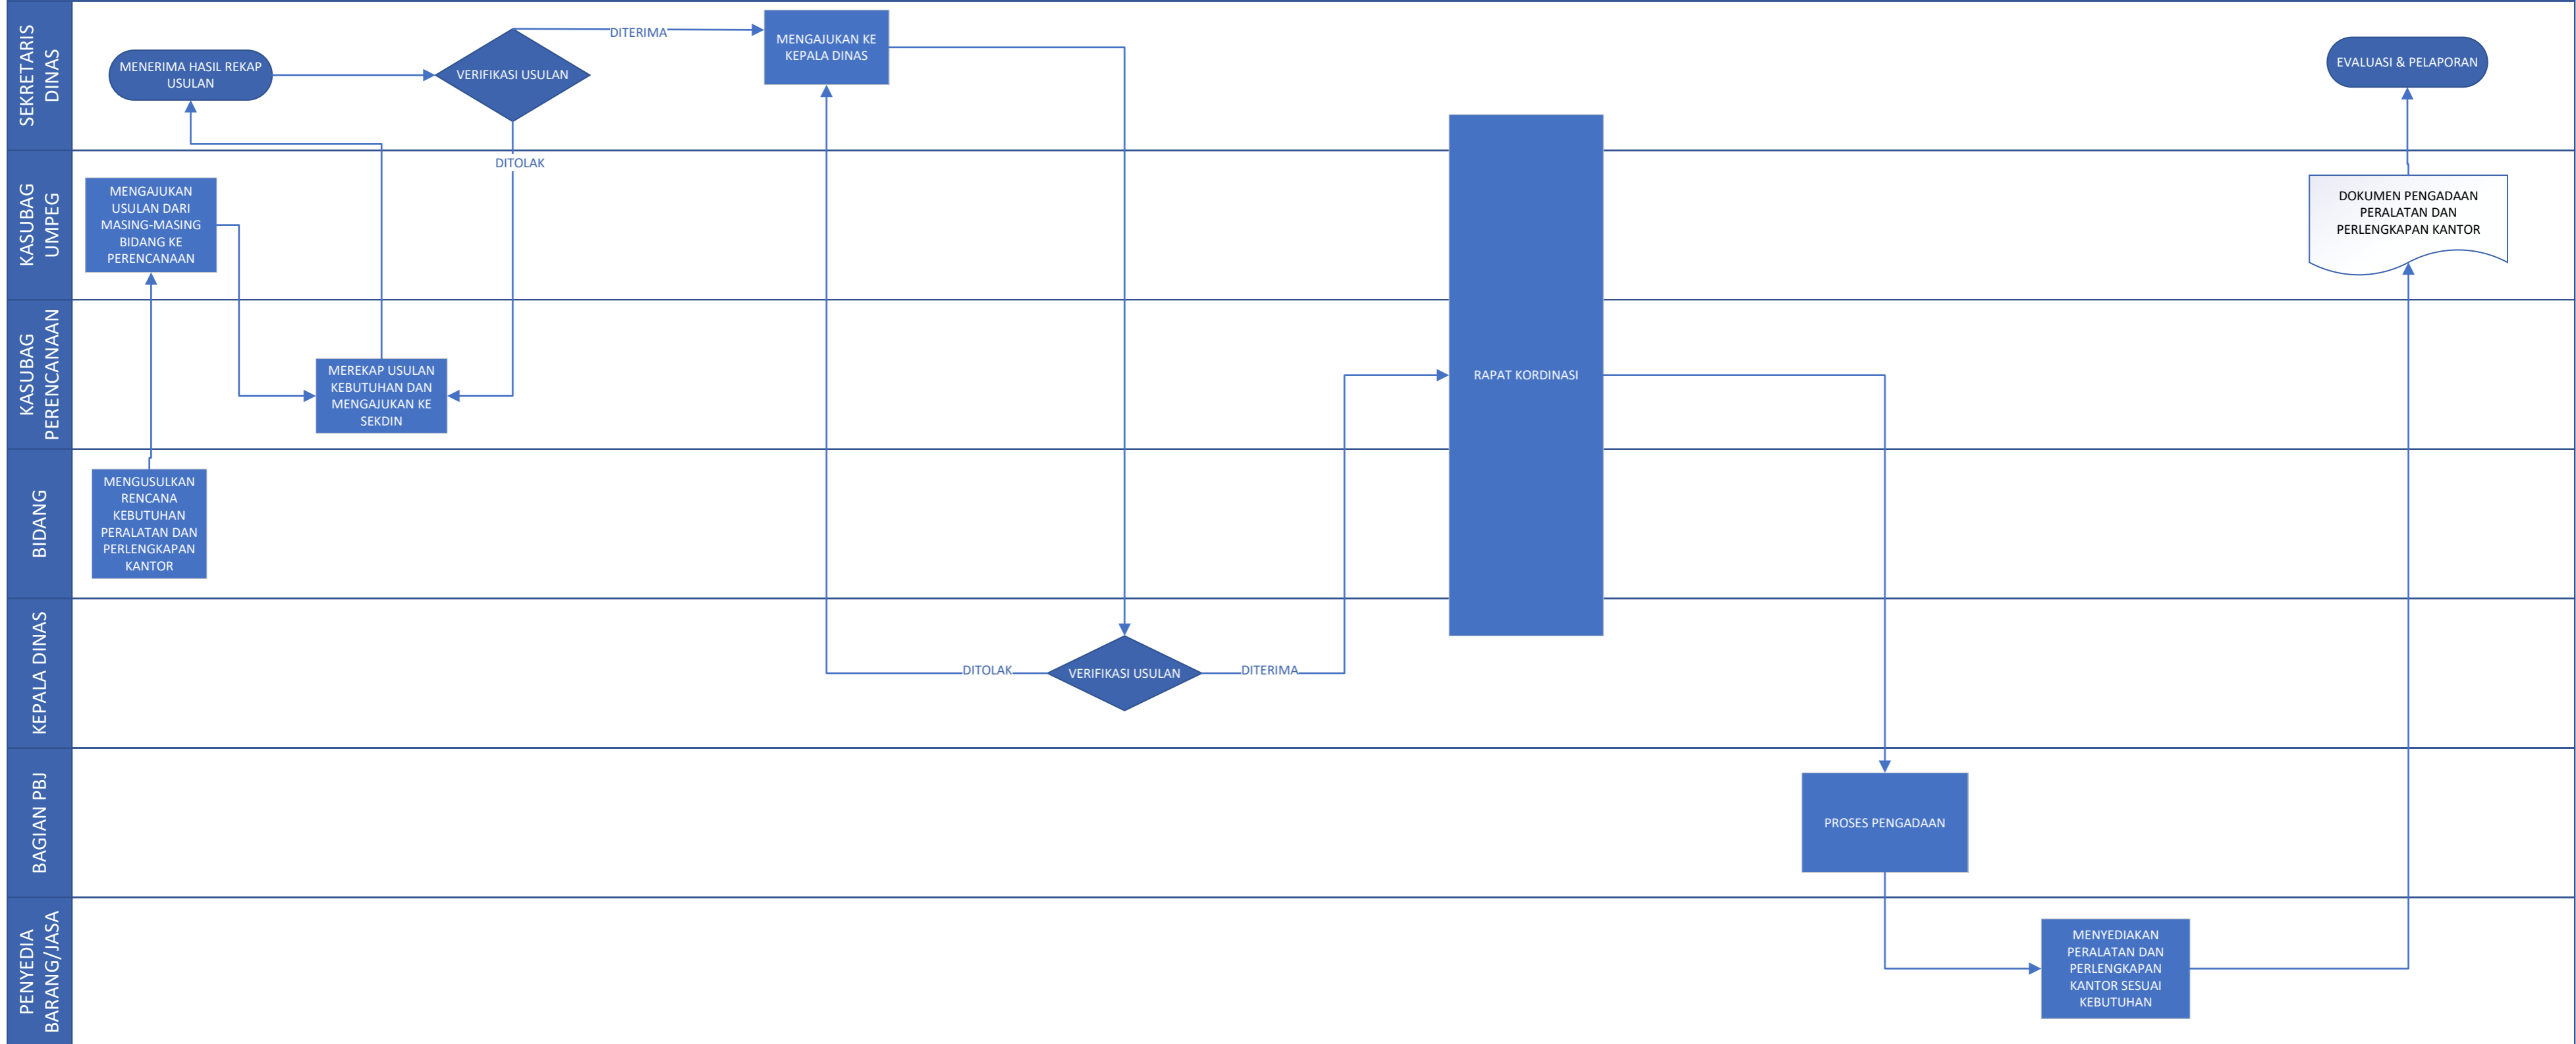 SEKRETARIS
DINAS
MENERIMA HASIL REKAP
USULAN
VERIFIKASI USULAN
DITERIMA
MENGAJUKAN KE
KEPALA DINAS
EVALUASI & PELAPORAN
DITOLAK
KASUBAG
UMPEG
MENGAJUKAN
USULAN DARI
MASING-MASING
BIDANG KE
PERENCANAAN
DOKUMEN PENGADAAN
PERALATAN DAN
PERLENGKAPAN KANTOR
KASUBAG
PERENCANAAN
MEREKAP USULAN
KEBUTUHAN DAN
MENGAJUKAN KE
SEKDIN
RAPAT KORDINASI
BIDANG
MENGUSULKAN
RENCANA
KEBUTUHAN
PERALATAN DAN
PERLENGKAPAN
KANTOR
KEPALA DINAS
DITOLAK
VERIFIKASI USULAN
DITERIMA
BAGIAN PBJ
PROSES PENGADAAN
PENYEDIA
BARANG/JASA
MENYEDIAKAN
PERALATAN DAN
PERLENGKAPAN
KANTOR SESUAI
KEBUTUHAN